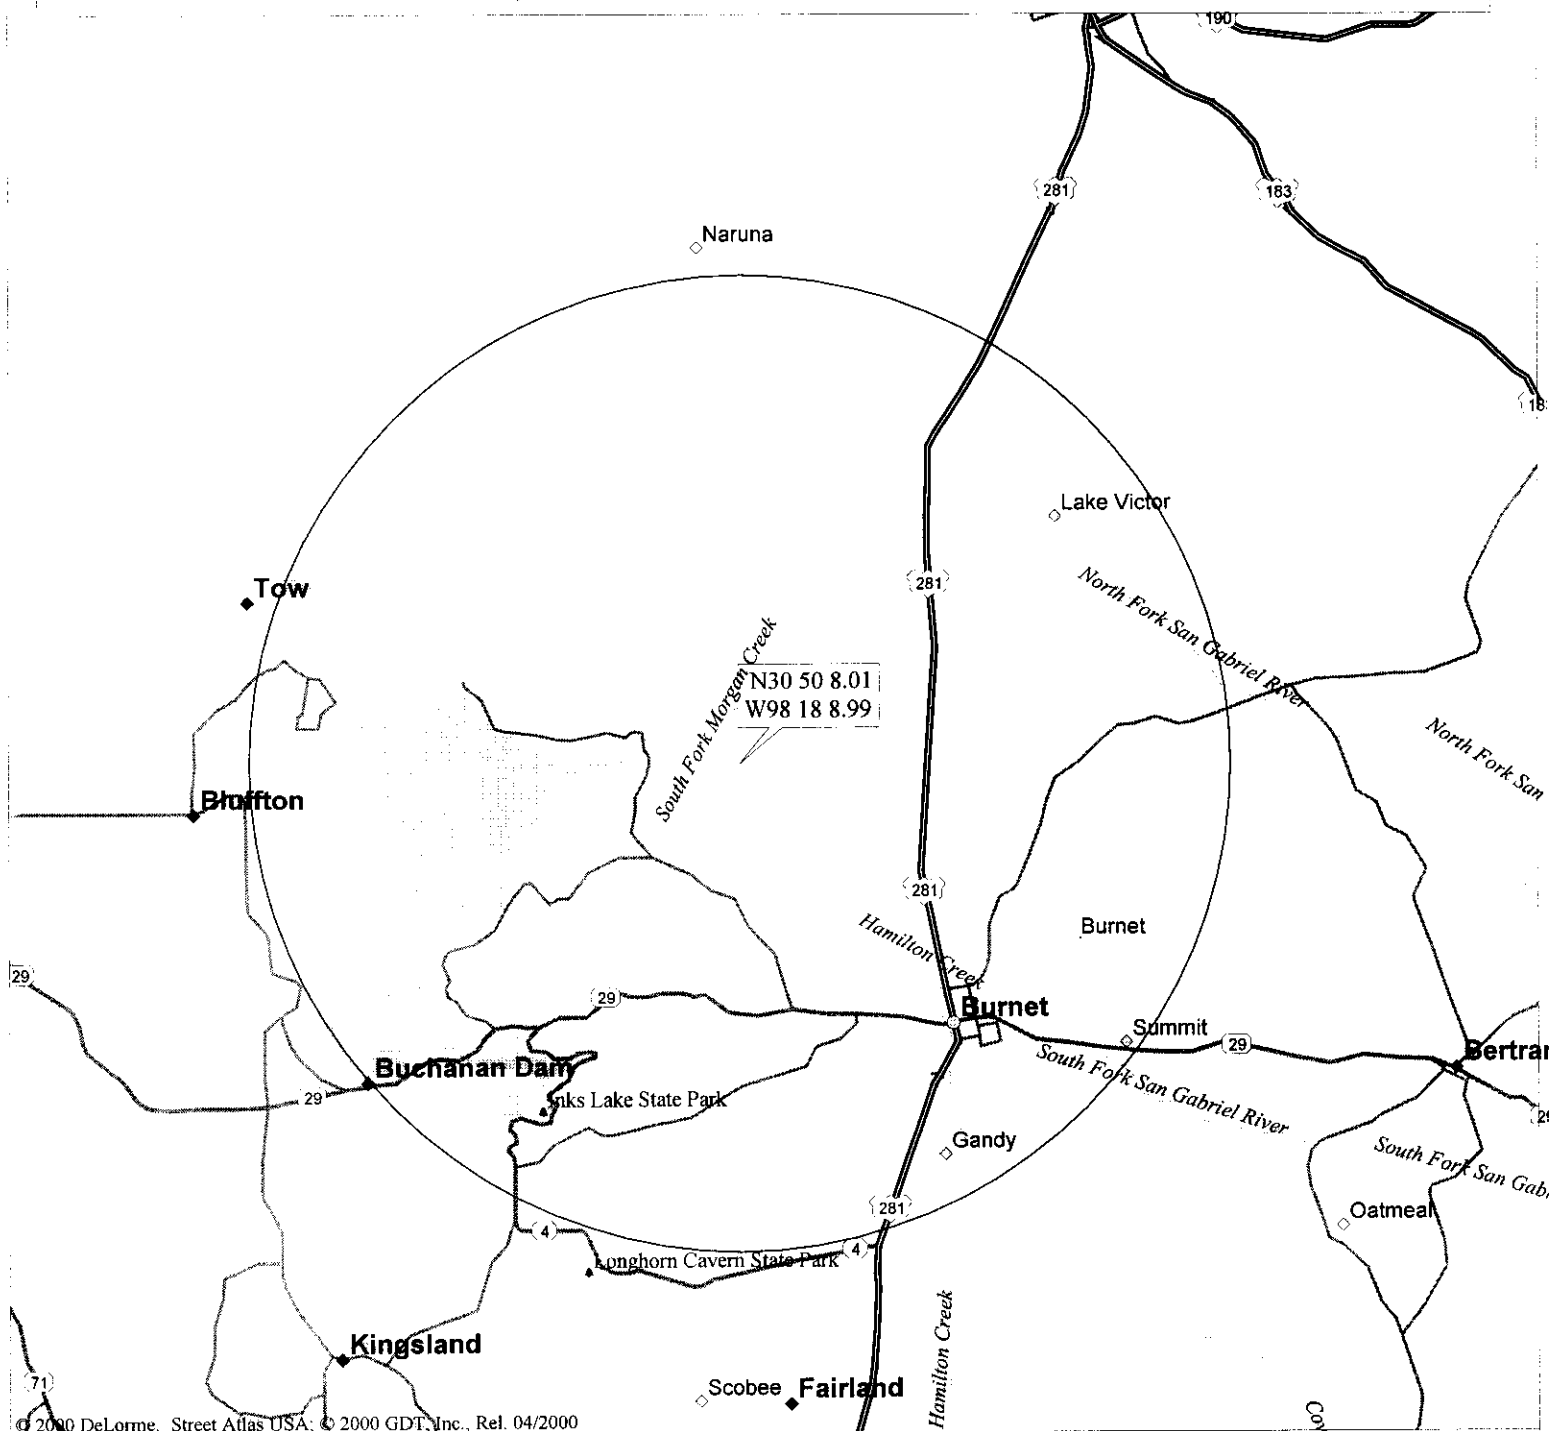 190
281
183
Naruna
183
Lake Victor
281
North Fork San Gabriel River
Tow
South Fork Morgan Creek
N30 50 8.01
W98 18 8.99
North Fork San
Bluffton
281
Hamilton Creek
Burnet
29
29
Burnet
Summit
29
Bertram
Buchanan Dam
South Fork San Gabriel River
29
Inks Lake State Park
29
Gandy
South Fork San Gab
281
Oatmeal
4
4
Longhorn Cavern State Park
Hamilton Creek
Kingsland
71
Scobee
Fairland
Cov
© 2000 DeLorme. Street Atlas USA; © 2000 GDT, Inc., Rel. 04/2000